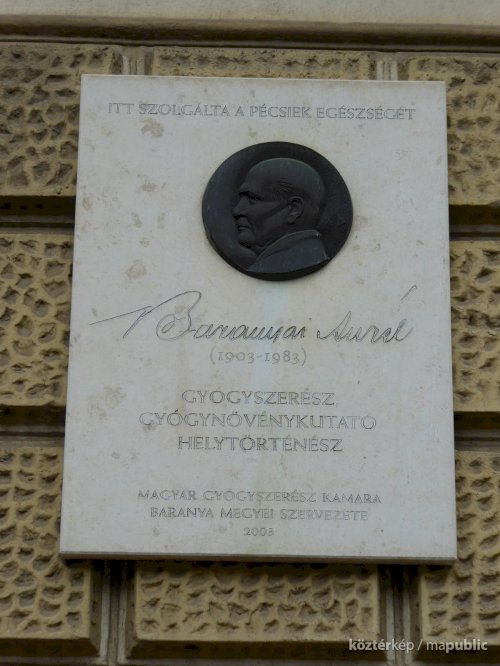 ITT SZOLGÁLTA A PÉCSIEK EGÉSZSÉGÉT
Baranyai Aurél
(1903-1983)
GYÓGYSZERÉSZ,
GYÓGYNÖVÉNYKUTATÓ
HELYTÖRTÉNÉSZ
MAGYAR GYÓGYSZERÉSZ KAMARA
BARANYA MEGYEI SZERVEZETE
2003
köztérkép / mapublic